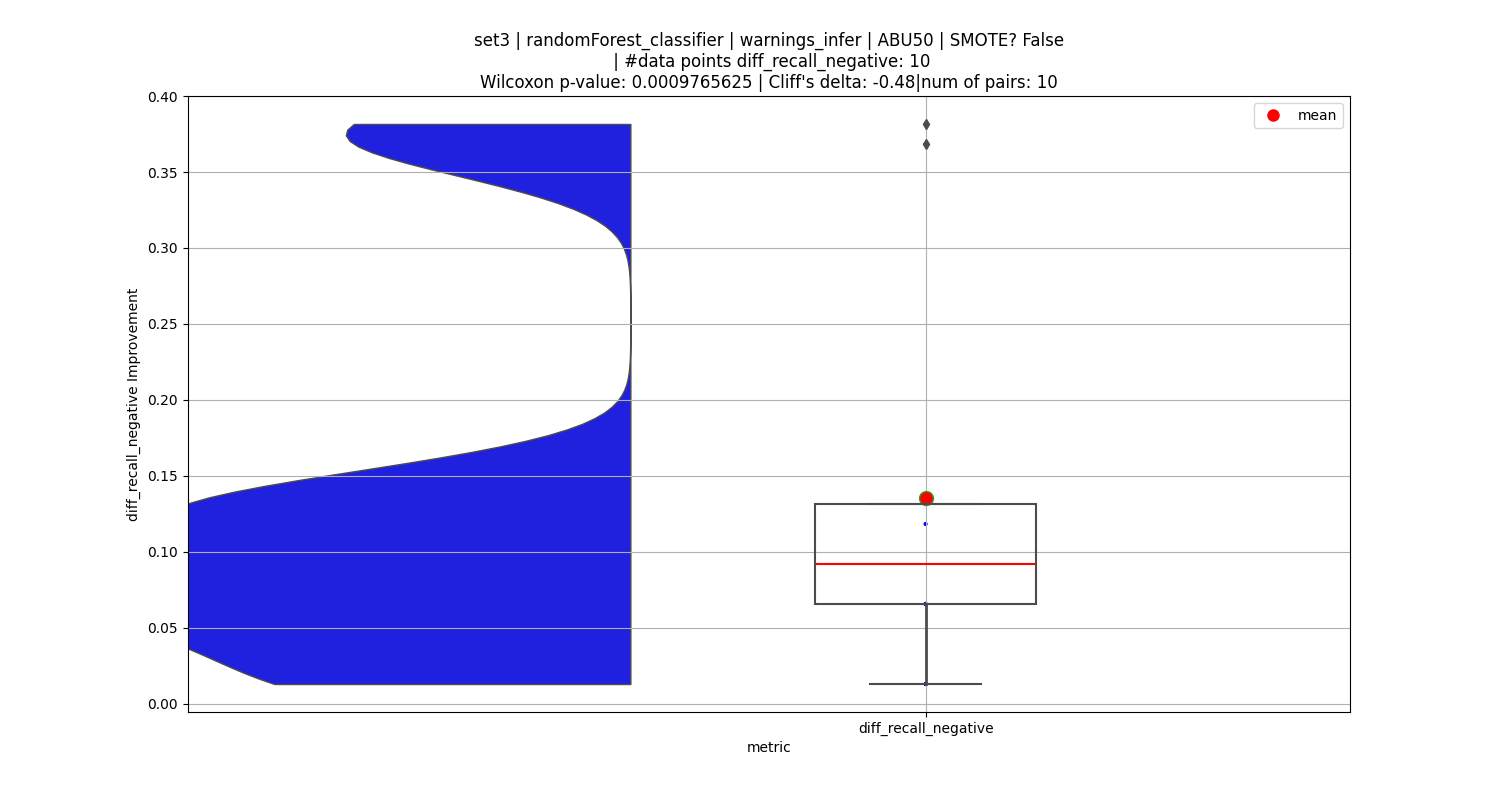 set3 | randomForest_classifier | warnings_infer | ABU50 | SMOTE? False
| #data points diff_recall_negative: 10
Wilcoxon p-value: 0.0009765625 | Cliff's delta: -0.48|num of pairs: 10
mean
0.40
0.35
0.30
0.25
0.20
0.15
0.10
0.05
0.00
diff_recall_negative Improvement
diff_recall_negative
metric